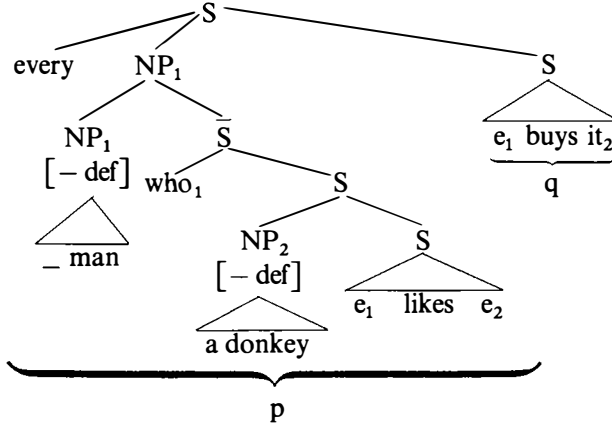 S
every NP₁ S
NP₁ S̅ e₁ buys it₂
[– def] who₁ S q
_ man NP₂ S
[– def] e₁ likes e₂
a donkey
p